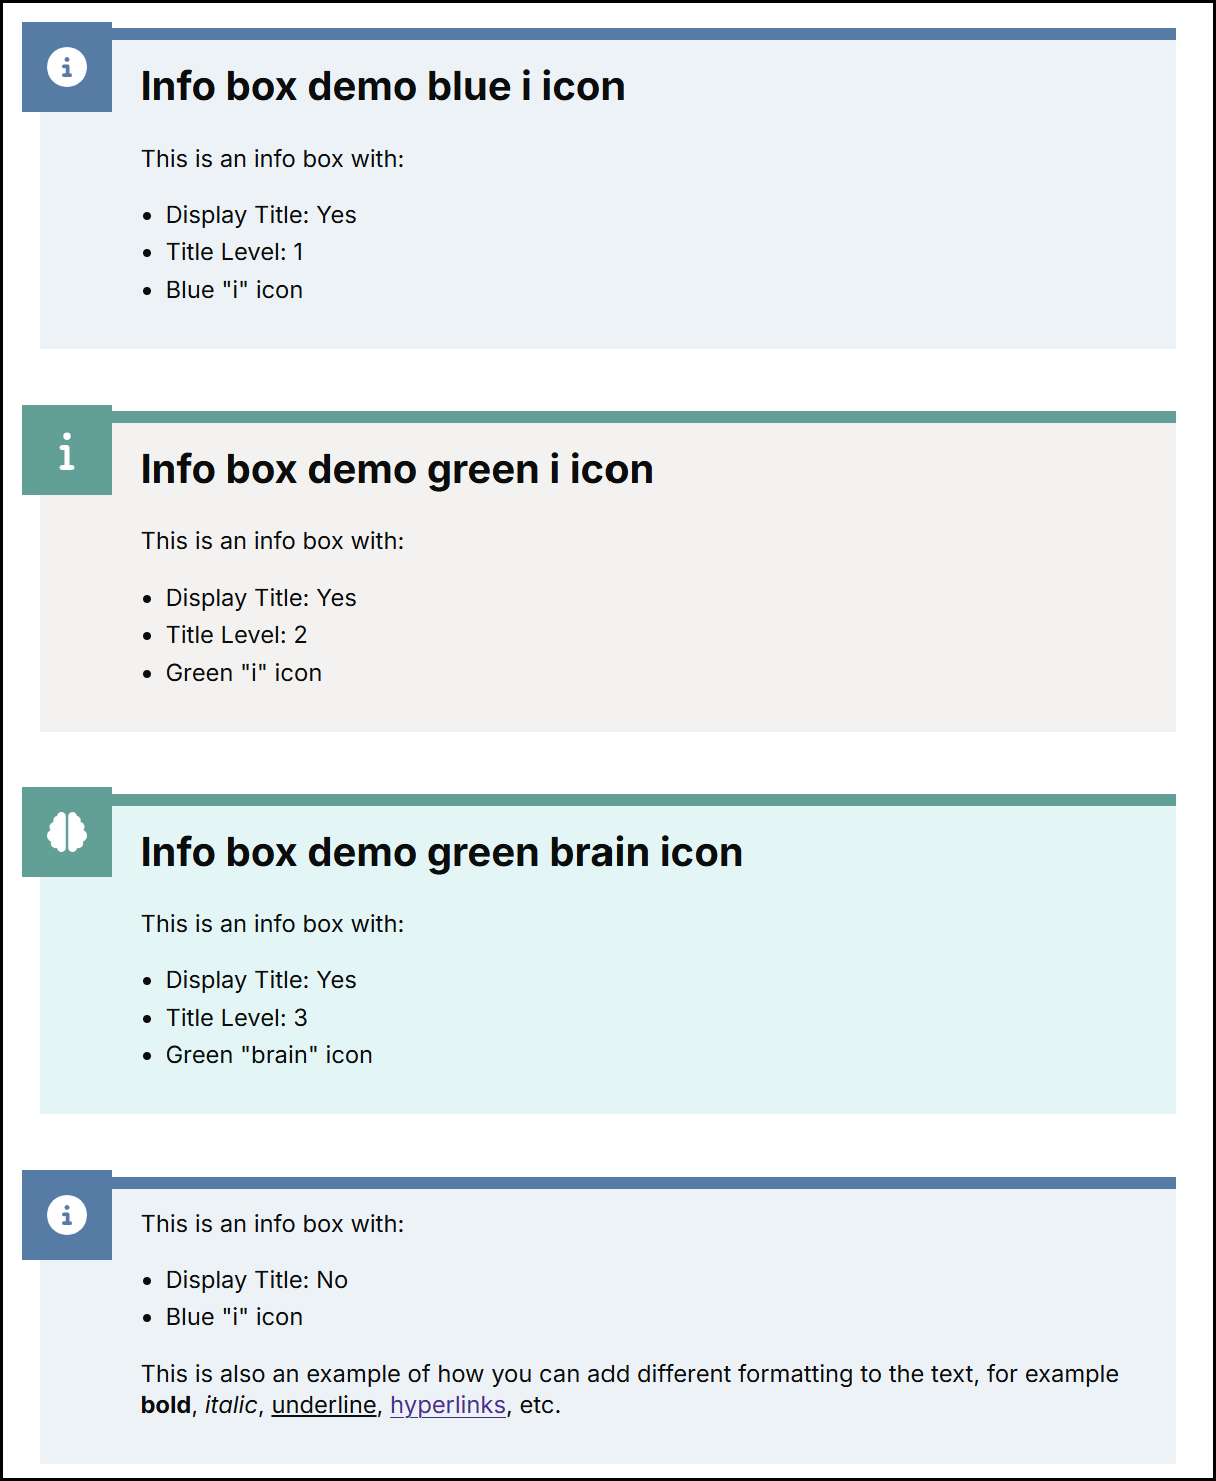 Info box demo blue i icon
This is an info box with:
• Display Title: Yes
• Title Level: 1
• Blue "i" icon
Info box demo green i icon
This is an info box with:
• Display Title: Yes
• Title Level: 2
• Green "i" icon
Info box demo green brain icon
This is an info box with:
• Display Title: Yes
• Title Level: 3
• Green "brain" icon
This is an info box with:
• Display Title: No
• Blue "i" icon
This is also an example of how you can add different formatting to the text, for example
bold, italic, underline, hyperlinks, etc.